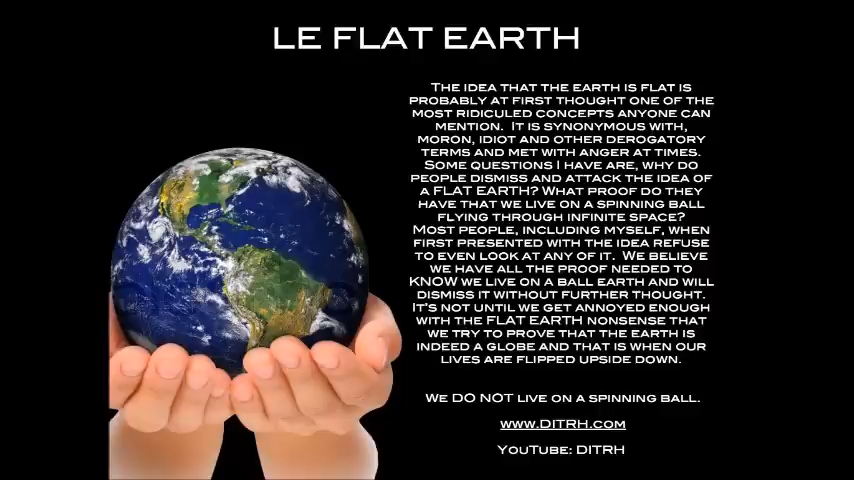 LE FLAT EARTH
THE IDEA THAT THE EARTH IS FLAT IS
PROBABLY AT FIRST THOUGHT ONE OF THE
MOST RIDICULED CONCEPTS ANYONE CAN
MENTION. IT IS SYNONYMOUS WITH,
MORON, IDIOT AND OTHER DEROGATORY
TERMS AND MET WITH ANGER AT TIMES.
SOME QUESTIONS I HAVE ARE, WHY DO
PEOPLE DISMISS AND ATTACK THE IDEA OF
A FLAT EARTH? WHAT PROOF DO THEY
HAVE THAT WE LIVE ON A SPINNING BALL
FLYING THROUGH INFINITE SPACE?
MOST PEOPLE, INCLUDING MYSELF, WHEN
FIRST PRESENTED WITH THE IDEA REFUSE
TO EVEN LOOK AT ANY OF IT. WE BELIEVE
WE HAVE ALL THE PROOF NEEDED TO
KNOW WE LIVE ON A BALL EARTH AND WILL
DISMISS IT WITHOUT FURTHER THOUGHT.
IT'S NOT UNTIL WE GET ANNOYED ENOUGH
WITH THE FLAT EARTH NONSENSE THAT
WE TRY TO PROVE THAT THE EARTH IS
INDEED A GLOBE AND THAT IS WHEN OUR
LIVES ARE FLIPPED UPSIDE DOWN.
WE DO NOT LIVE ON A SPINNING BALL.
WWW.DITRH.COM
YOUTUBE: DITRH